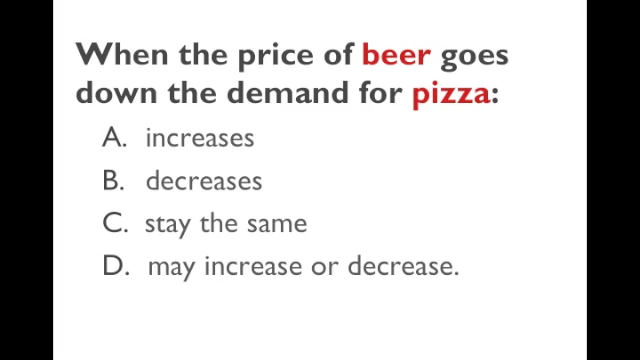 When the price of beer goes
down the demand for pizza:
A. increases
B. decreases
C. stay the same
D. may increase or decrease.